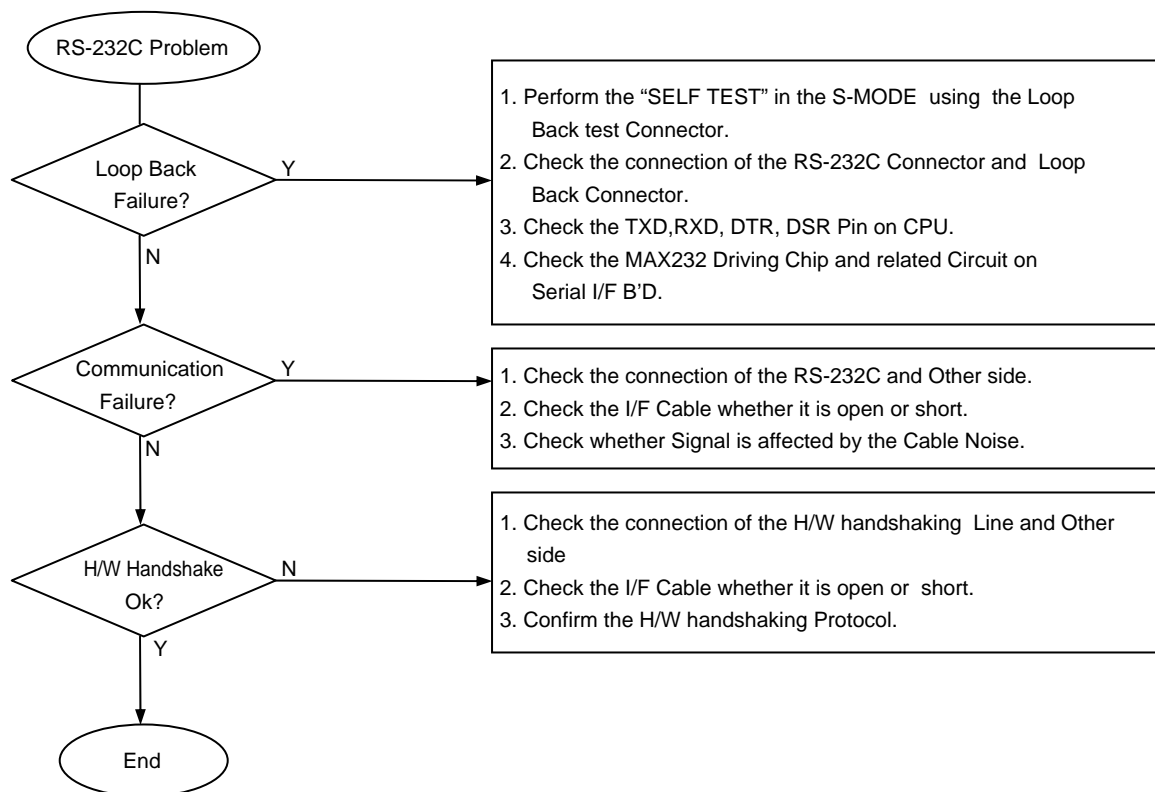 RS-232C Problem
Loop Back
Failure?
Y
N
1. Perform the “SELF TEST” in the S-MODE using the Loop
Back test Connector.
2. Check the connection of the RS-232C Connector and Loop
Back Connector.
3. Check the TXD,RXD, DTR, DSR Pin on CPU.
4. Check the MAX232 Driving Chip and related Circuit on
Serial I/F B’D.
Communication
Failure?
Y
N
1. Check the connection of the RS-232C and Other side.
2. Check the I/F Cable whether it is open or short.
3. Check whether Signal is affected by the Cable Noise.
H/W Handshake
Ok?
N
Y
1. Check the connection of the H/W handshaking Line and Other
side
2. Check the I/F Cable whether it is open or short.
3. Confirm the H/W handshaking Protocol.
End